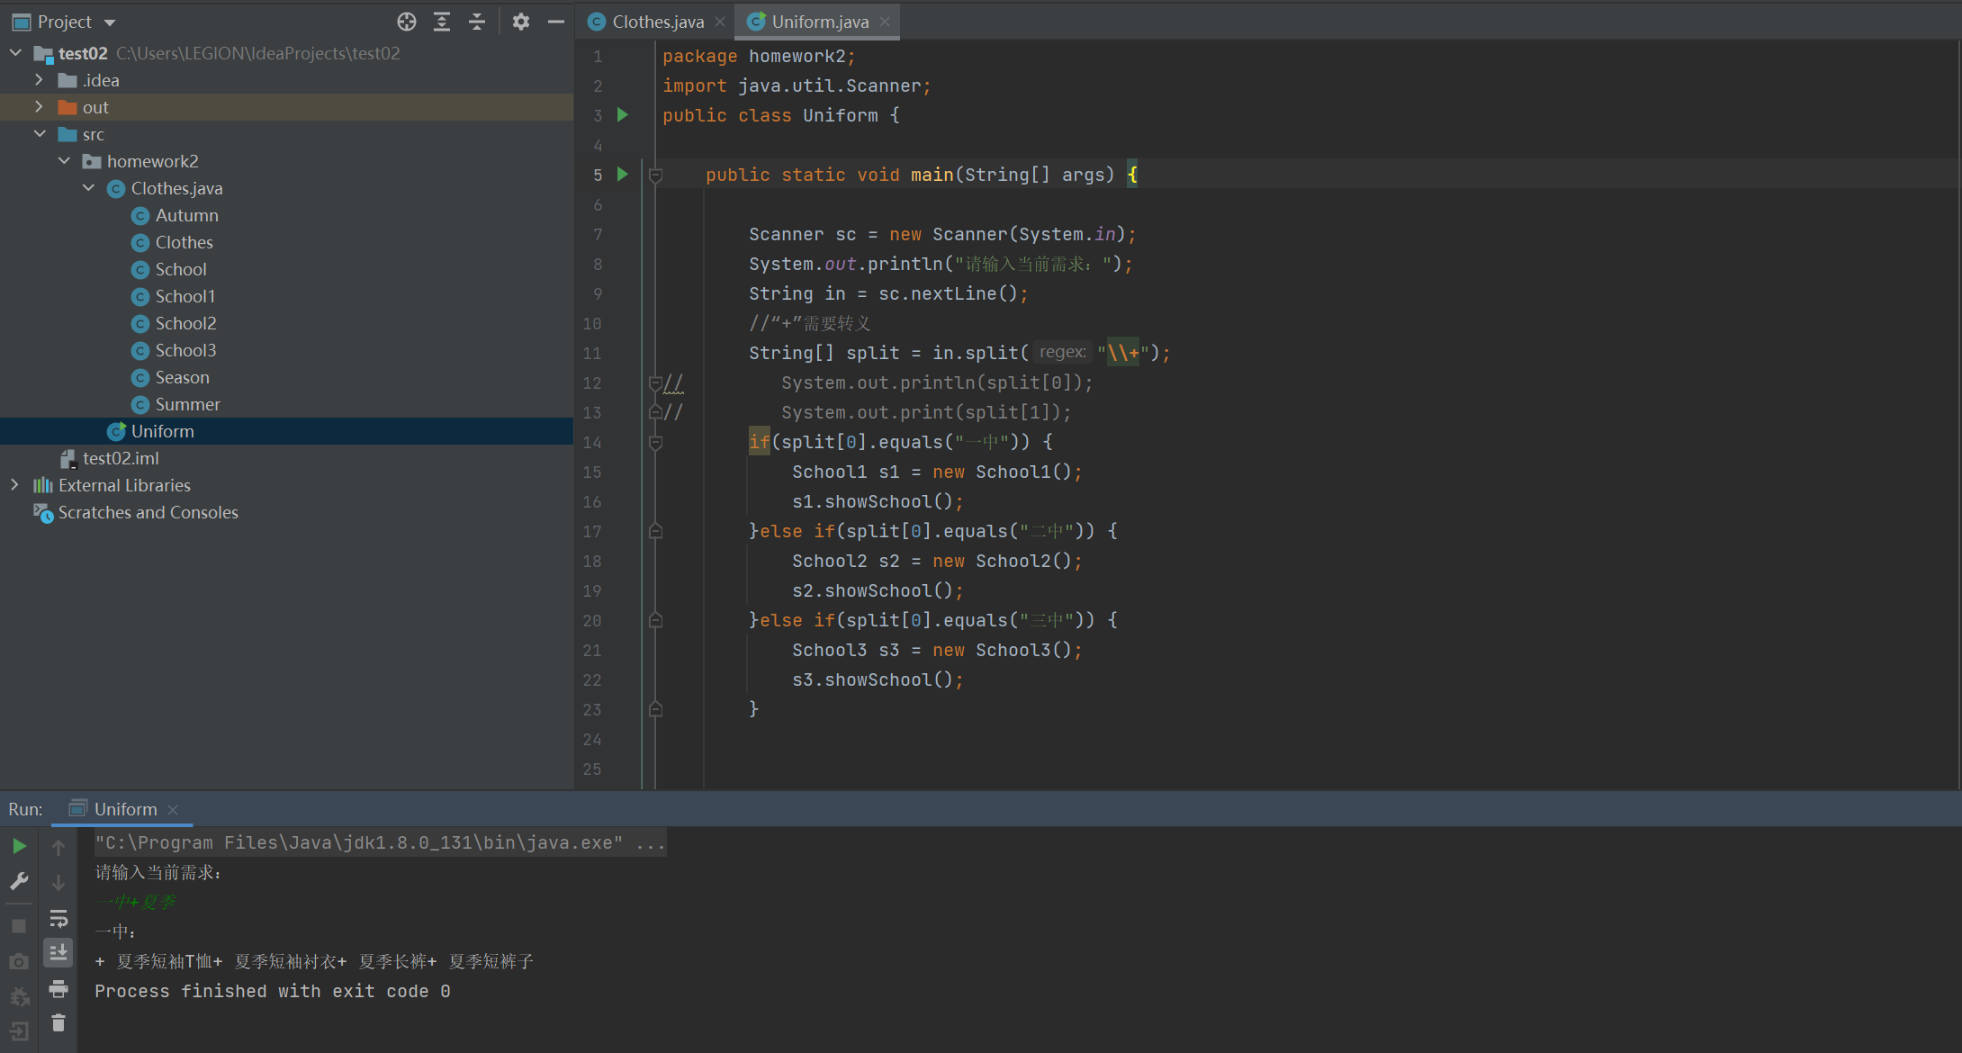 Project
test02 C:\Users\LEGION\IdeaProjects\test02
.idea
out
src
homework2
Clothes.java
Autumn
Clothes
School
School1
School2
School3
Season
Summer
Uniform
test02.iml
External Libraries
Scratches and Consoles
Clothes.java
Uniform.java
1 package homework2;
2 import java.util.Scanner;
3 public class Uniform {
4
5 public static void main(String[] args) {
6
7 Scanner sc = new Scanner(System.in);
8 System.out.println("请输入当前需求：");
9 String in = sc.nextLine();
10 //“+”需要转义
11 String[] split = in.split( regex: "\\+");
12 // System.out.println(split[0]);
13 // System.out.print(split[1]);
14 if(split[0].equals("一中")) {
15 School1 s1 = new School1();
16 s1.showSchool();
17 }else if(split[0].equals("二中")) {
18 School2 s2 = new School2();
19 s2.showSchool();
20 }else if(split[0].equals("三中")) {
21 School3 s3 = new School3();
22 s3.showSchool();
23 }
24
25
Run: Uniform
"C:\Program Files\Java\jdk1.8.0_131\bin\java.exe" ...
请输入当前需求：
一中+夏季
一中：
+ 夏季短袖T恤+ 夏季短袖衬衣+ 夏季长裤+ 夏季短裤子
Process finished with exit code 0